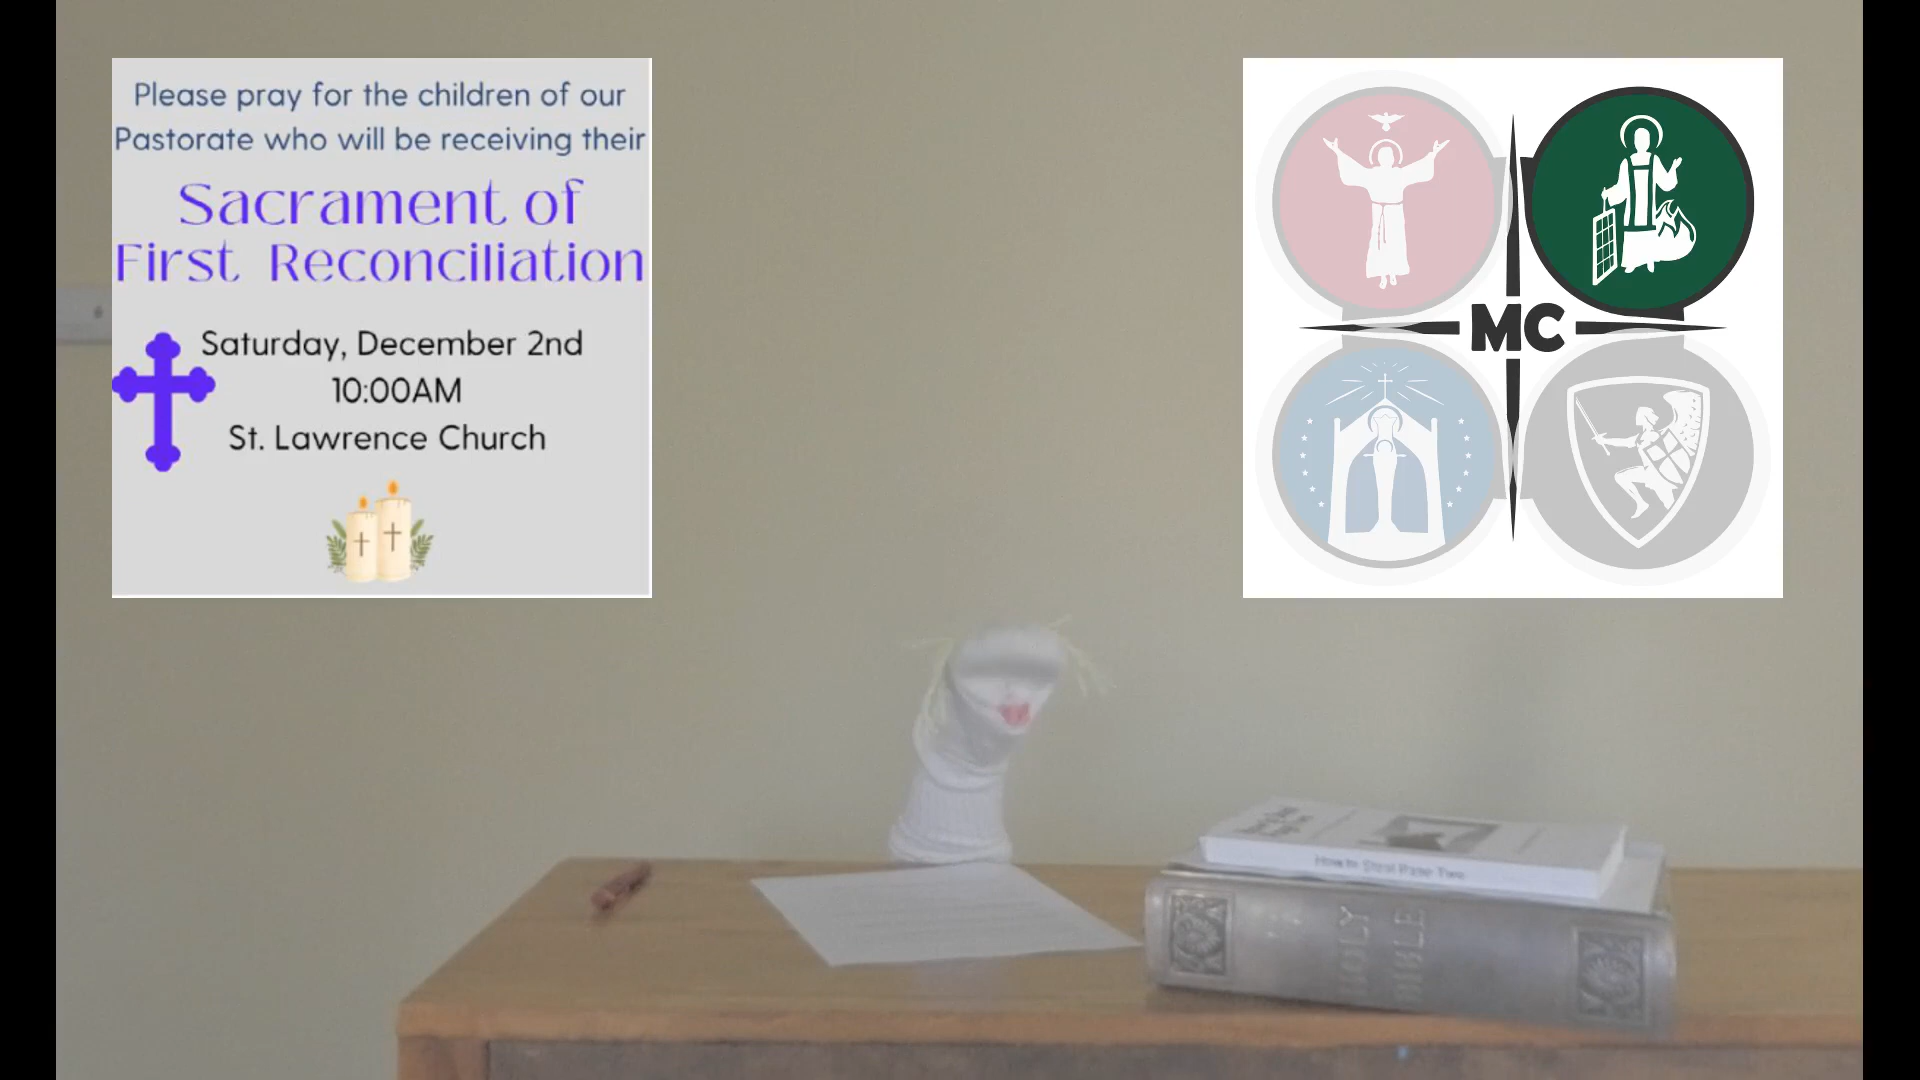 Please pray for the children of our
Pastorate who will be receiving their
Sacrament of
First Reconciliation
Saturday, December 2nd
10:00AM
St. Lawrence Church
MC
HOLY
BIBLE